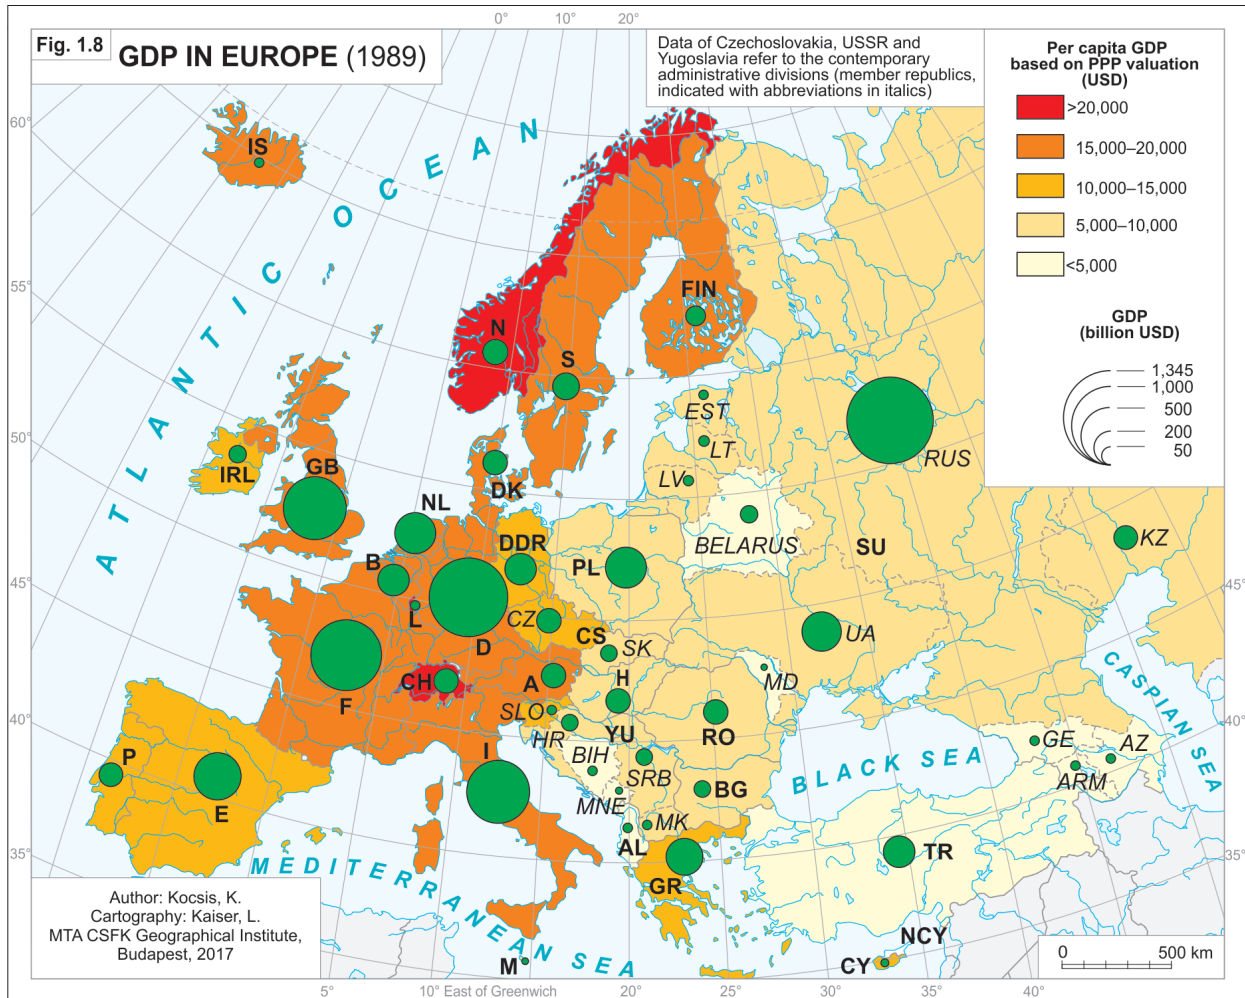 0° 10° 20°
Fig. 1.8
GDP IN EUROPE (1989)
Data of Czechoslovakia, USSR and
Yugoslavia refer to the contemporary
administrative divisions (member republics,
indicated with abbreviations in italics)
Per capita GDP
based on PPP valuation
(USD)
>20,000
15,000–20,000
10,000–15,000
5,000–10,000
<5,000
GDP
(billion USD)
1,345
1,000
500
200
50
60°
55°
50°
45°
40°
35°
45°
40°
35°
ATLANTIC OCEAN
IS
N
S
FIN
EST
LT
LV
RUS
IRL
GB
DK
NL
DDR
BELARUS
SU
KZ
B
PL
L
CZ
CS
SK
UA
D
CH
A
H
MD
CASPIAN SEA
F
SLO
HR
YU
RO
P
I
BIH
SRB
BLACK SEA
GE
AZ
E
MNE
BG
ARM
MK
AL
TR
GR
MEDITERRANEAN SEA
NCY
M
CY
Author: Kocsis, K.
Cartography: Kaiser, L.
MTA CSFK Geographical Institute,
Budapest, 2017
0 500 km
5° 10° East of Greenwich 20° 25° 30° 35° 40°